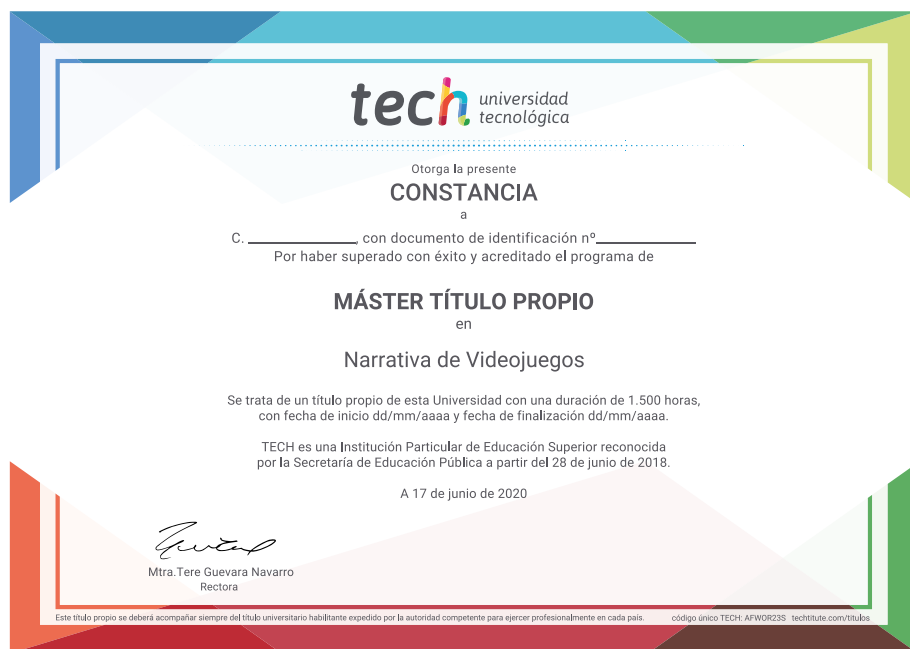 tech universidad
tecnológica
Otorga la presente
CONSTANCIA
a
C. ____________, con documento de identificación nº____________
Por haber superado con éxito y acreditado el programa de
MÁSTER TÍTULO PROPIO
en
Narrativa de Videojuegos
Se trata de un título propio de esta Universidad con una duración de 1.500 horas,
con fecha de inicio dd/mm/aaaa y fecha de finalización dd/mm/aaaa.
TECH es una Institución Particular de Educación Superior reconocida
por la Secretaría de Educación Pública a partir del 28 de junio de 2018.
A 17 de junio de 2020
Mtra.Tere Guevara Navarro
Rectora
Este título propio se deberá acompañar siempre del título universitario habilitante expedido por la autoridad competente para ejercer profesionalmente en cada país. código único TECH: AFWOR23S techtitute.com/titulos